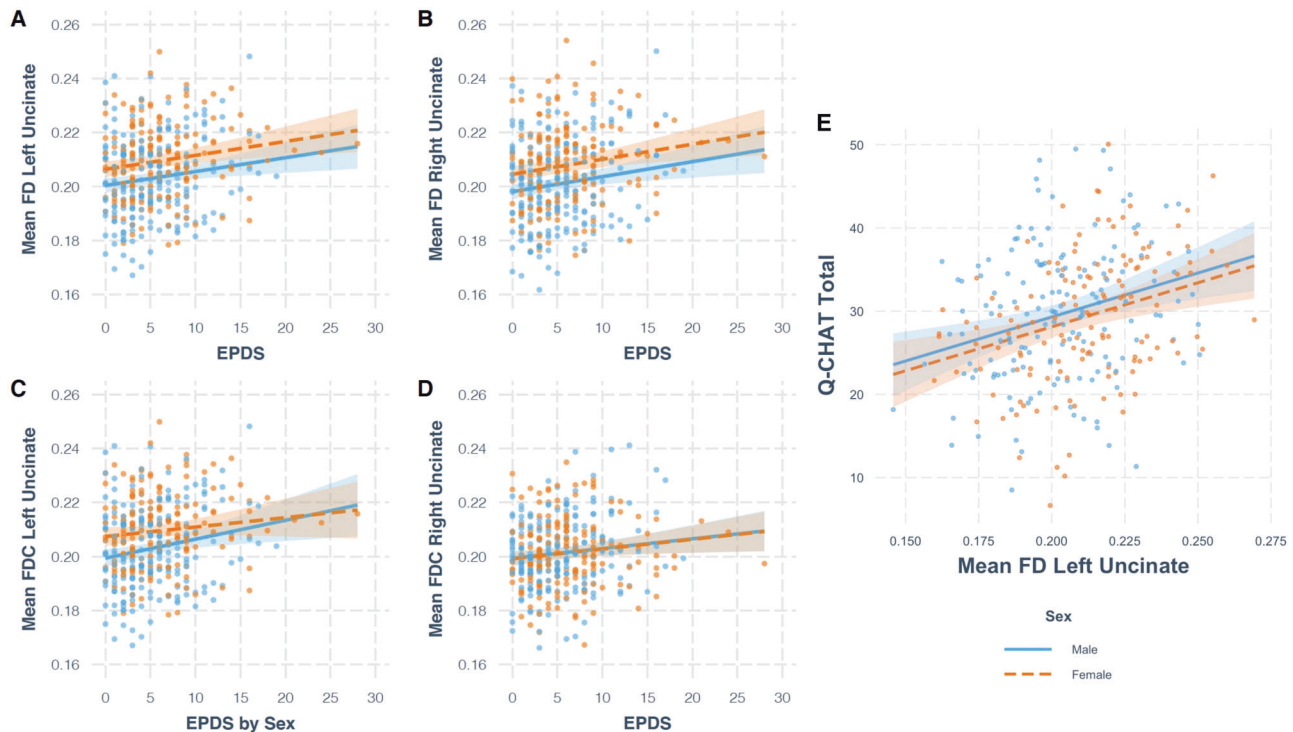 A
0.26
0.24
0.22
0.20
0.18
0.16
Mean FD Left Uncinate
0 5 10 15 20 25 30
EPDS
B
0.26
0.24
0.22
0.20
0.18
0.16
Mean FD Right Uncinate
0 5 10 15 20 25 30
EPDS
C
0.26
0.24
0.22
0.20
0.18
0.16
Mean FDC Left Uncinate
0 5 10 15 20 25 30
EPDS by Sex
D
0.26
0.24
0.22
0.20
0.18
0.16
Mean FDC Right Uncinate
0 5 10 15 20 25 30
EPDS
E
50
40
30
20
10
Q-CHAT Total
0.150 0.175 0.200 0.225 0.250 0.275
Mean FD Left Uncinate
Sex
Male
Female